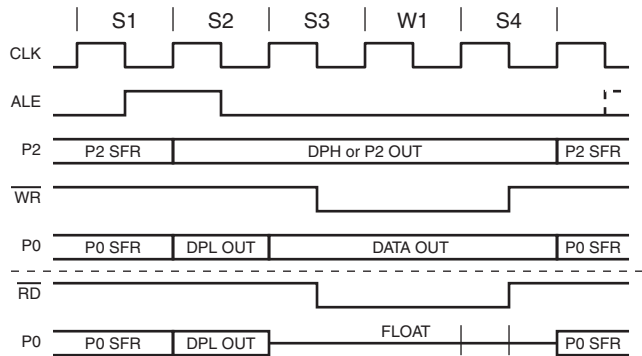 S1 S2 S3 W1 S4
CLK
ALE
P2 P2 SFR DPH or P2 OUT P2 SFR
WR
P0 P0 SFR DPL OUT DATA OUT P0 SFR
RD
P0 P0 SFR DPL OUT FLOAT P0 SFR